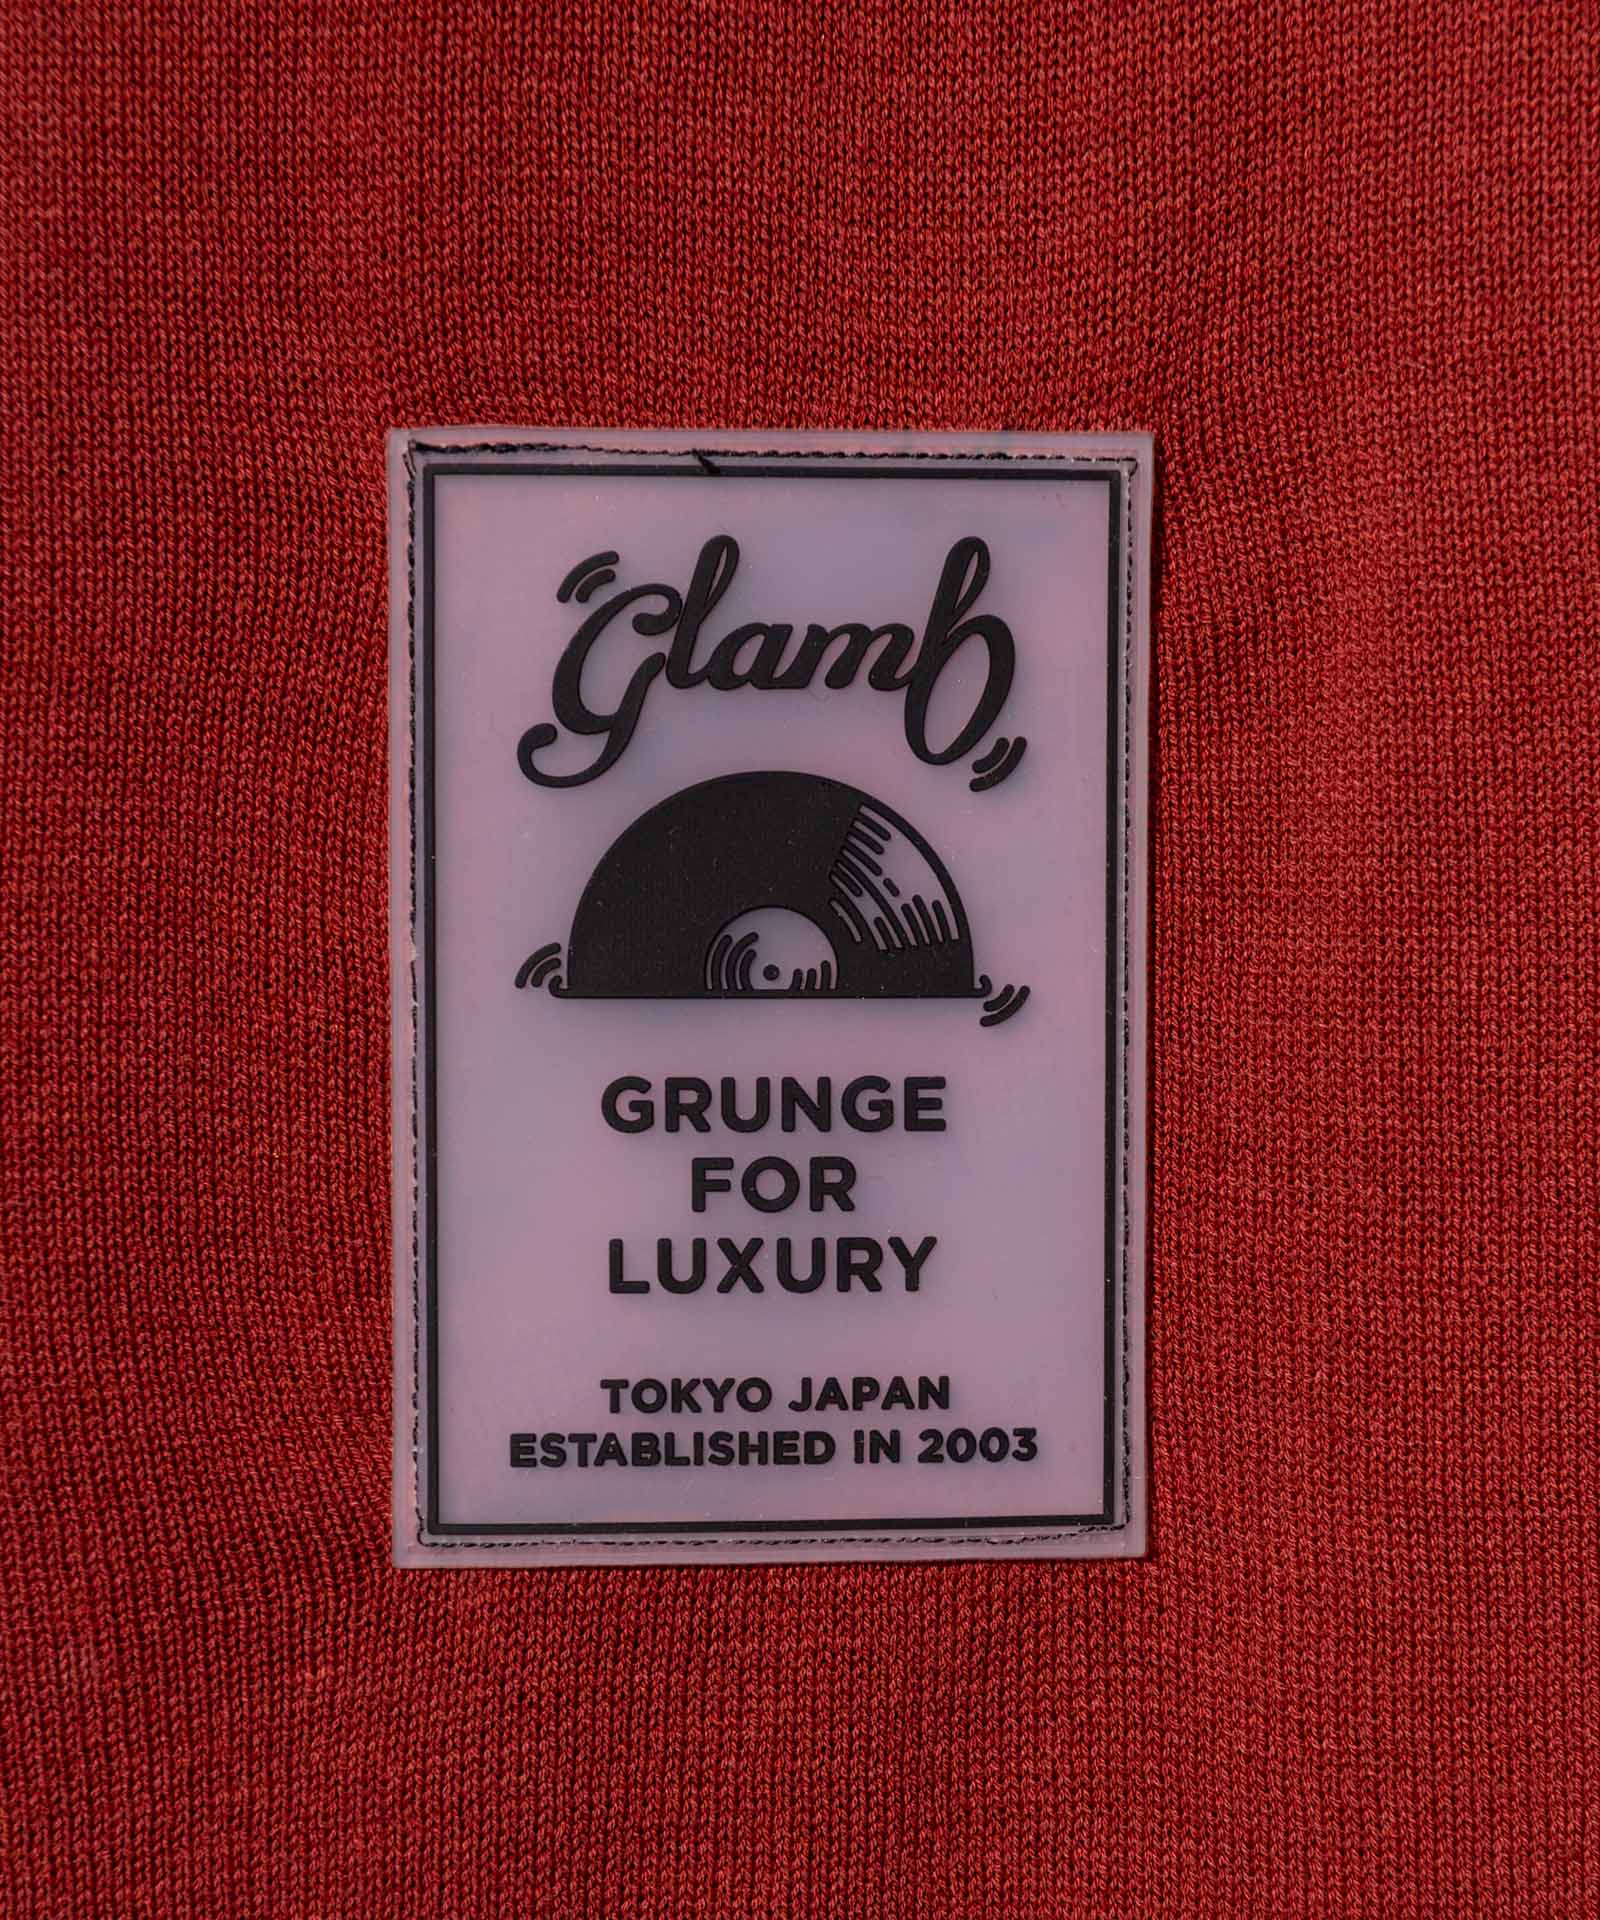 glamb
GRUNGE
FOR
LUXURY
TOKYO JAPAN
ESTABLISHED IN 2003